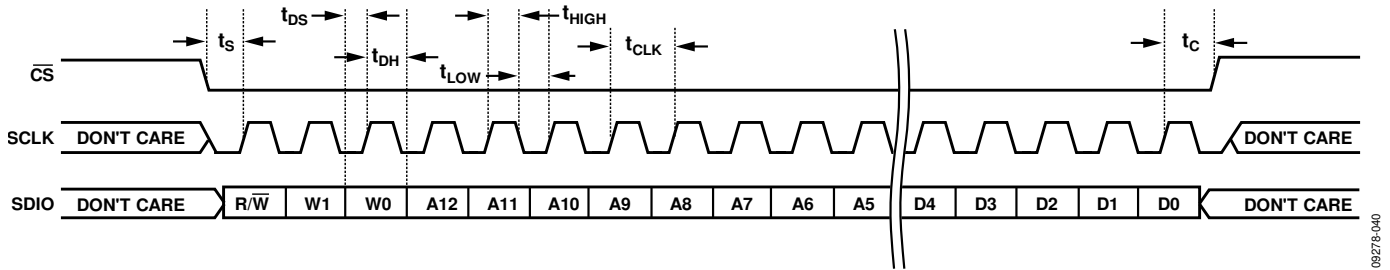 tDS
tHIGH
tS
tCLK
tC
tDH
tLOW
CS
SCLK DON'T CARE DON'T CARE
SDIO DON'T CARE R/W W1 W0 A12 A11 A10 A9 A8 A7 A6 A5 D4 D3 D2 D1 D0 DON'T CARE
09278-040